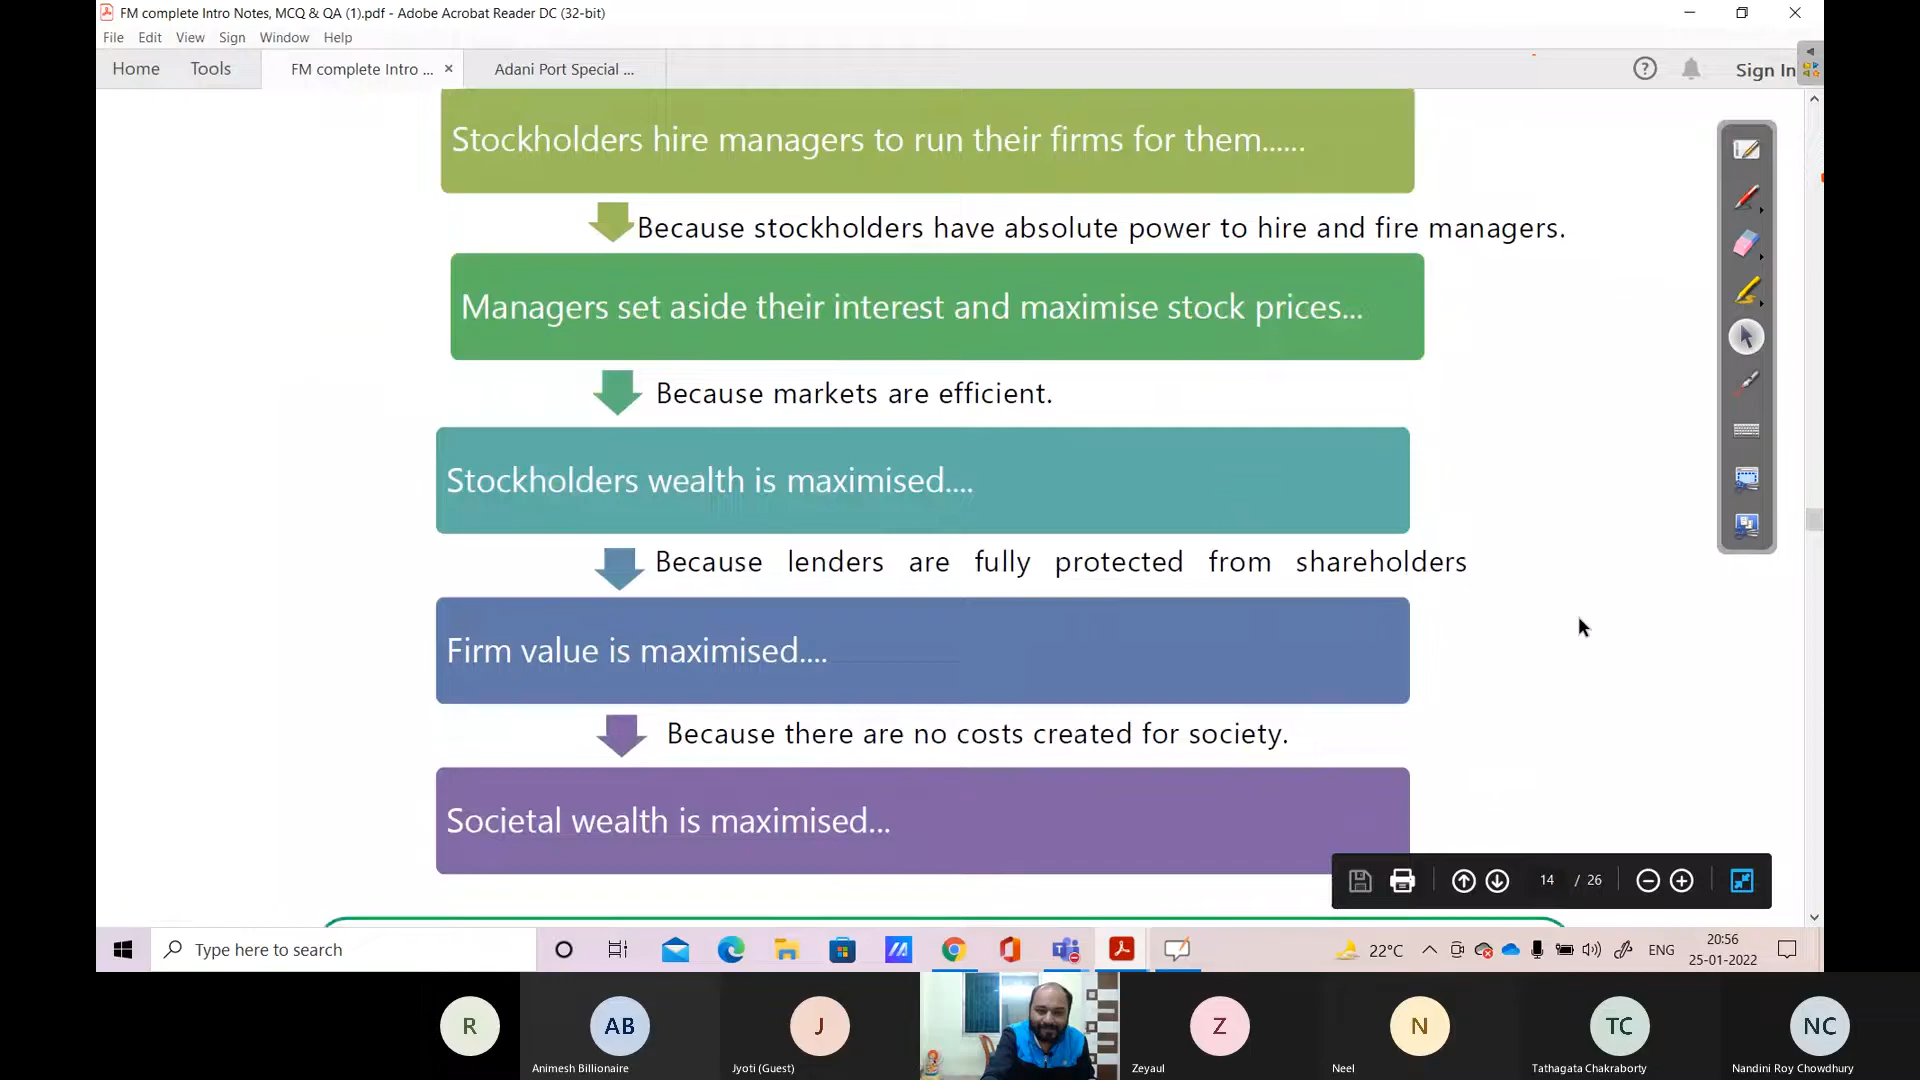 FM complete Intro Notes, MCQ & QA (1).pdf - Adobe Acrobat Reader DC (32-bit)
File Edit View Sign Window Help
Home Tools FM complete Intro ... × Adani Port Special ... Sign In
Stockholders hire managers to run their firms for them......
Because stockholders have absolute power to hire and fire managers.
Managers set aside their interest and maximise stock prices...
Because markets are efficient.
Stockholders wealth is maximised....
Because lenders are fully protected from shareholders
Firm value is maximised....
Because there are no costs created for society.
Societal wealth is maximised...
14 / 26
Type here to search
22°C
ENG
20:56
25-01-2022
R AB J Z N TC NC
Animesh Billionaire Jyoti (Guest) Zeyaul Neel Tathagata Chakraborty Nandini Roy Chowdhury